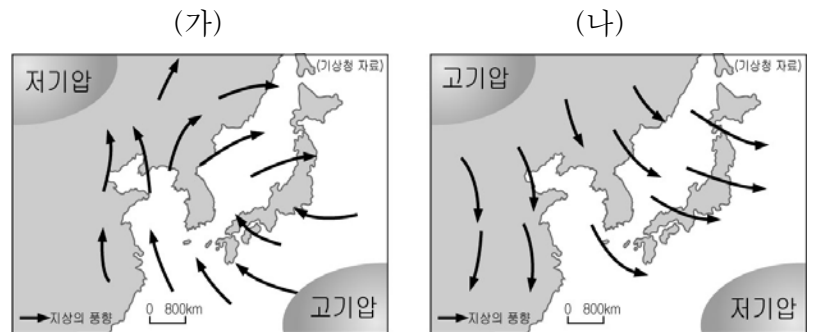 (가)
저기압
(기상청 자료)
고기압
0 800km
지상의 풍향
(나)
고기압
(기상청 자료)
저기압
0 800km
지상의 풍향